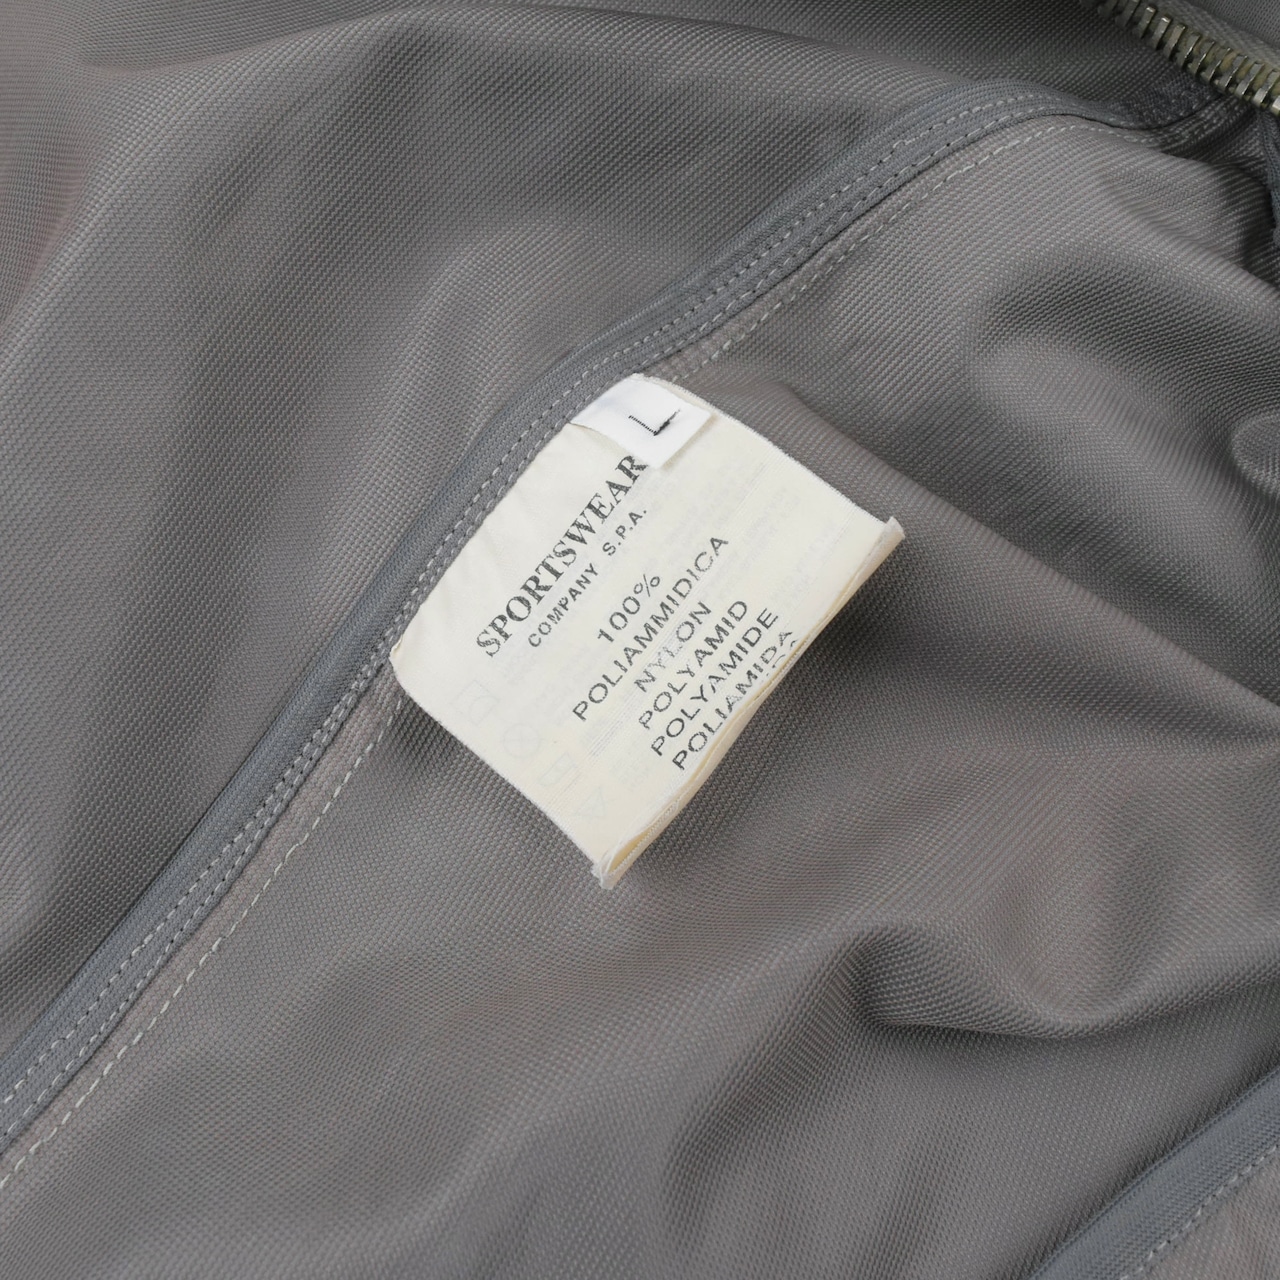 L
SPORTSWEAR
COMPANY S.P.A.
100%
POLIAMMIDICA
NYLON
POLYAMID
POLYAMIDE
POLIAMIDA